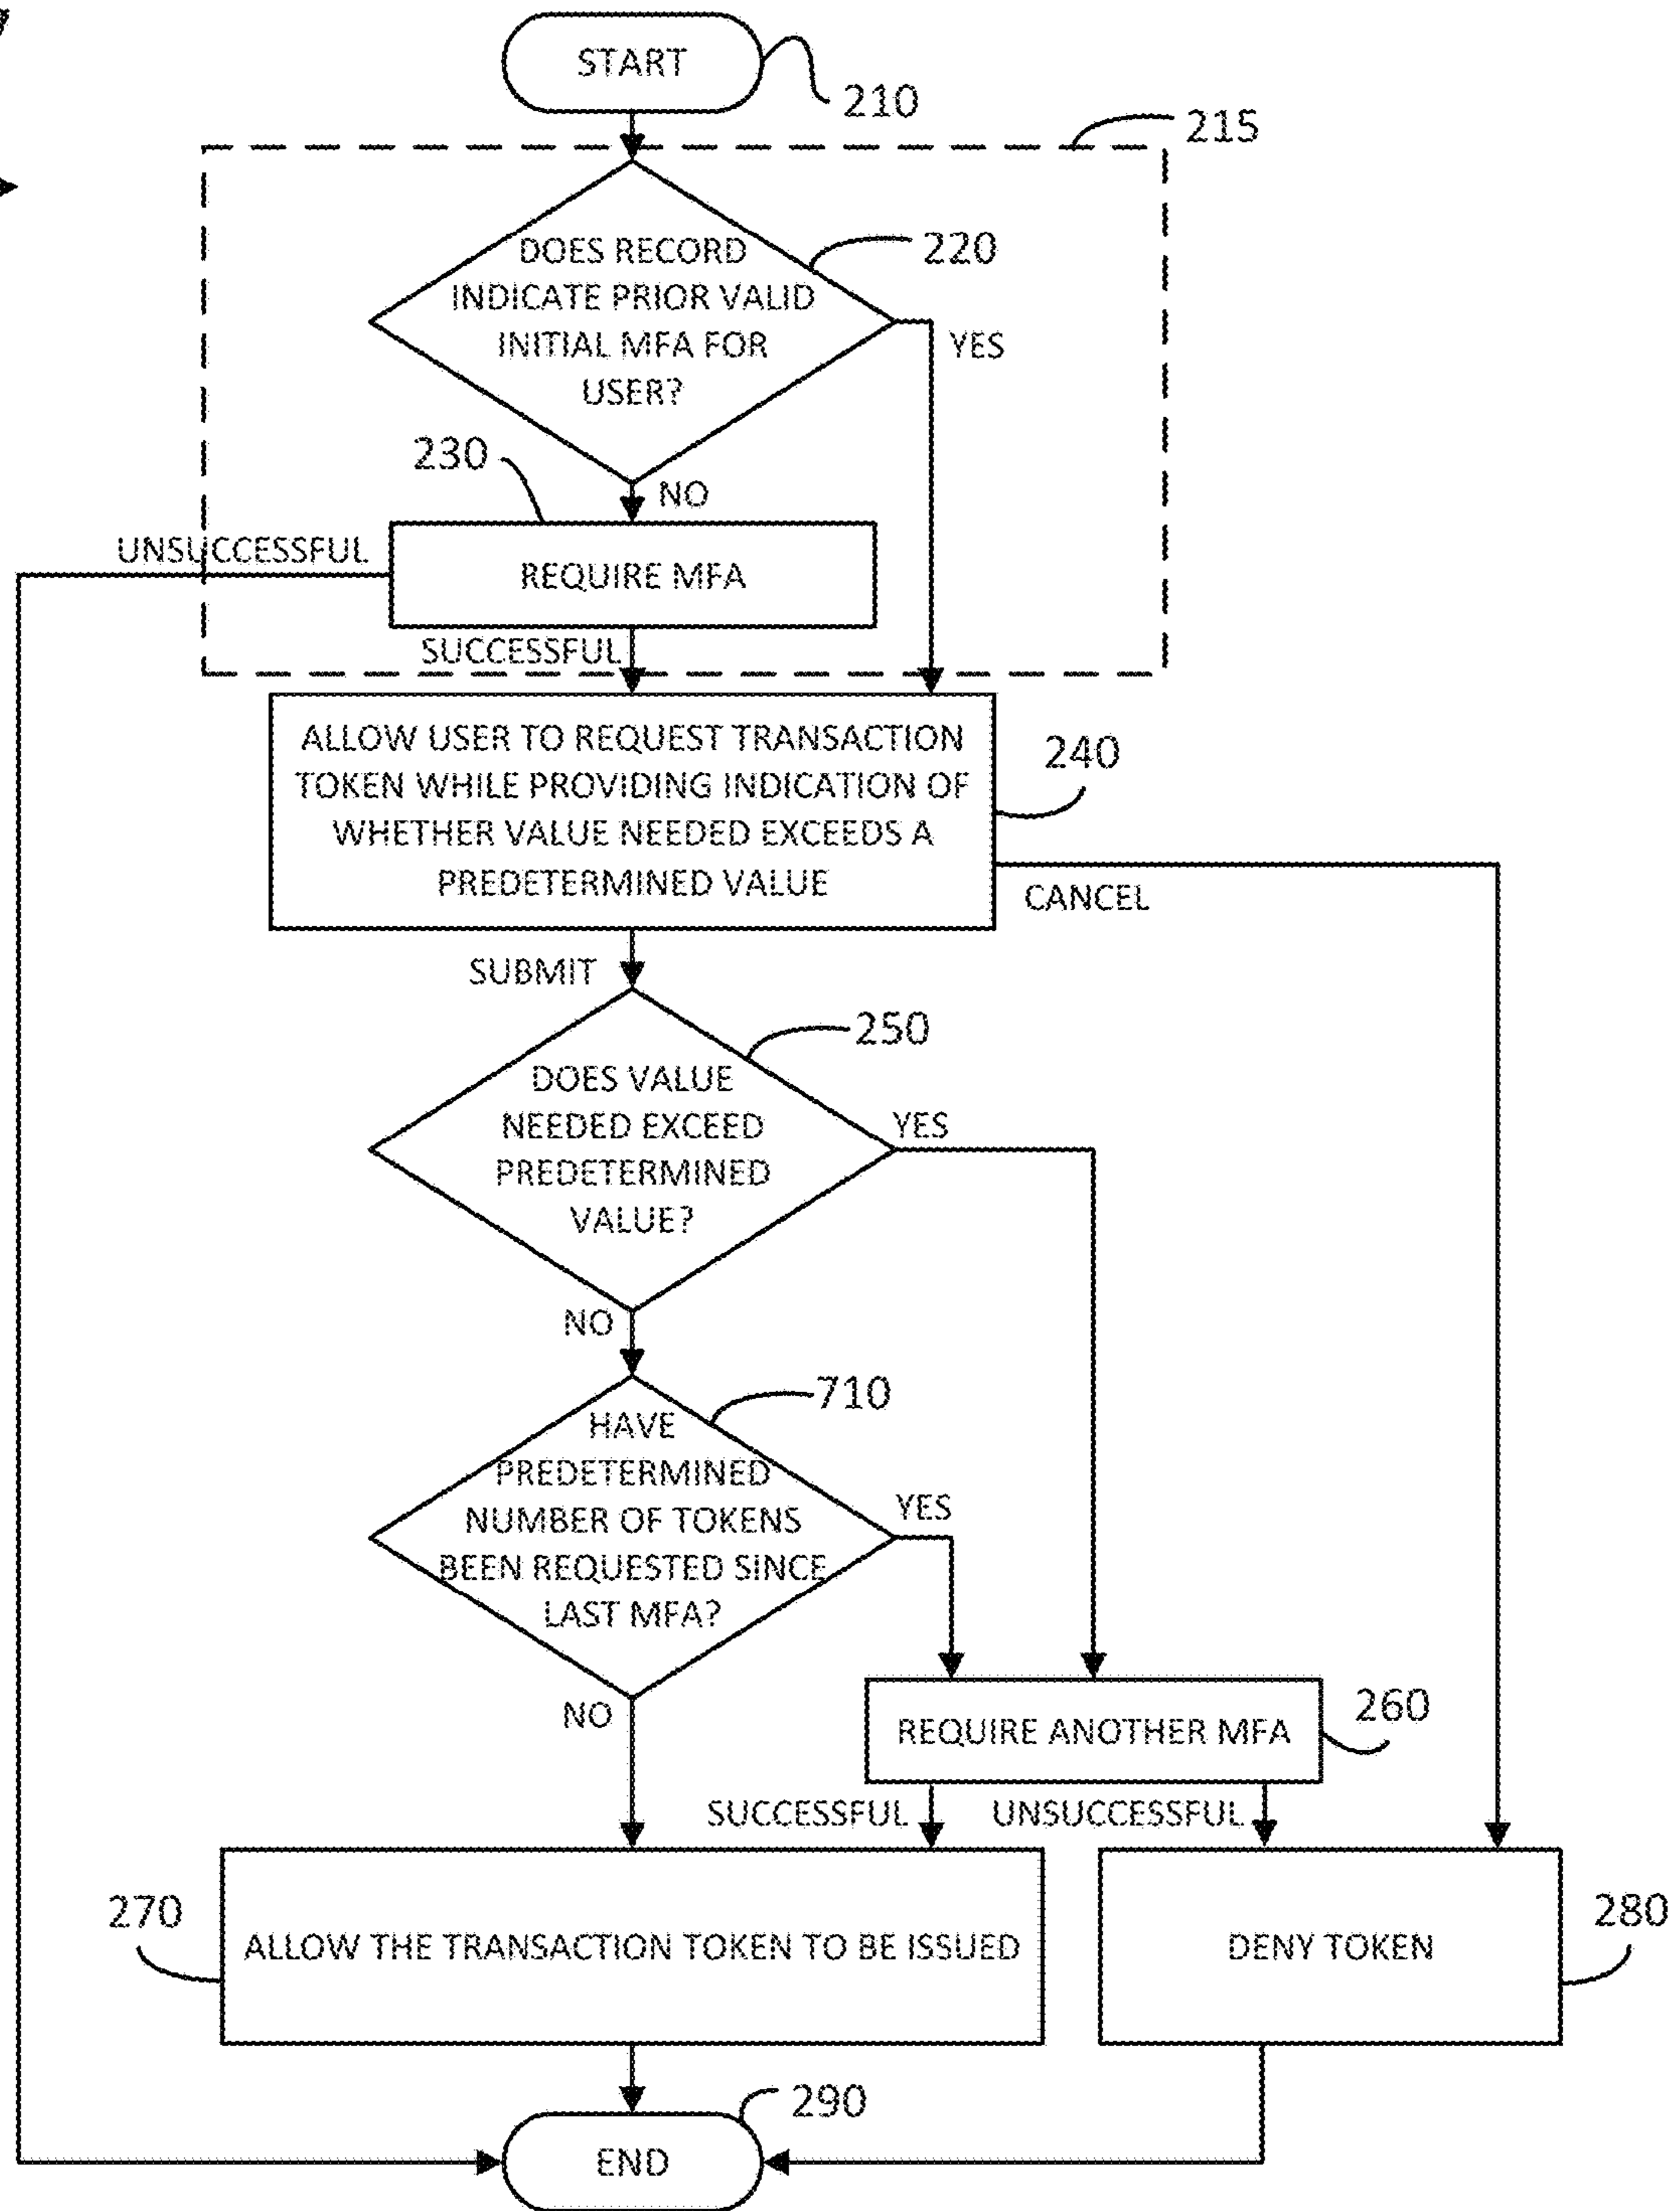 START
210
215
DOES RECORD
INDICATE PRIOR VALID
INITIAL MFA FOR
USER?
220
YES
230
NO
UNSUCCESSFUL
REQUIRE MFA
SUCCESSFUL
ALLOW USER TO REQUEST TRANSACTION
TOKEN WHILE PROVIDING INDICATION OF
WHETHER VALUE NEEDED EXCEEDS A
PREDETERMINED VALUE
240
CANCEL
SUBMIT
250
DOES VALUE
NEEDED EXCEED
PREDETERMINED
VALUE?
YES
NO
710
HAVE
PREDETERMINED
NUMBER OF TOKENS
BEEN REQUESTED SINCE
LAST MFA?
YES
NO
260
REQUIRE ANOTHER MFA
SUCCESSFUL
UNSUCCESSFUL
270
ALLOW THE TRANSACTION TOKEN TO BE ISSUED
DENY TOKEN
280
290
END